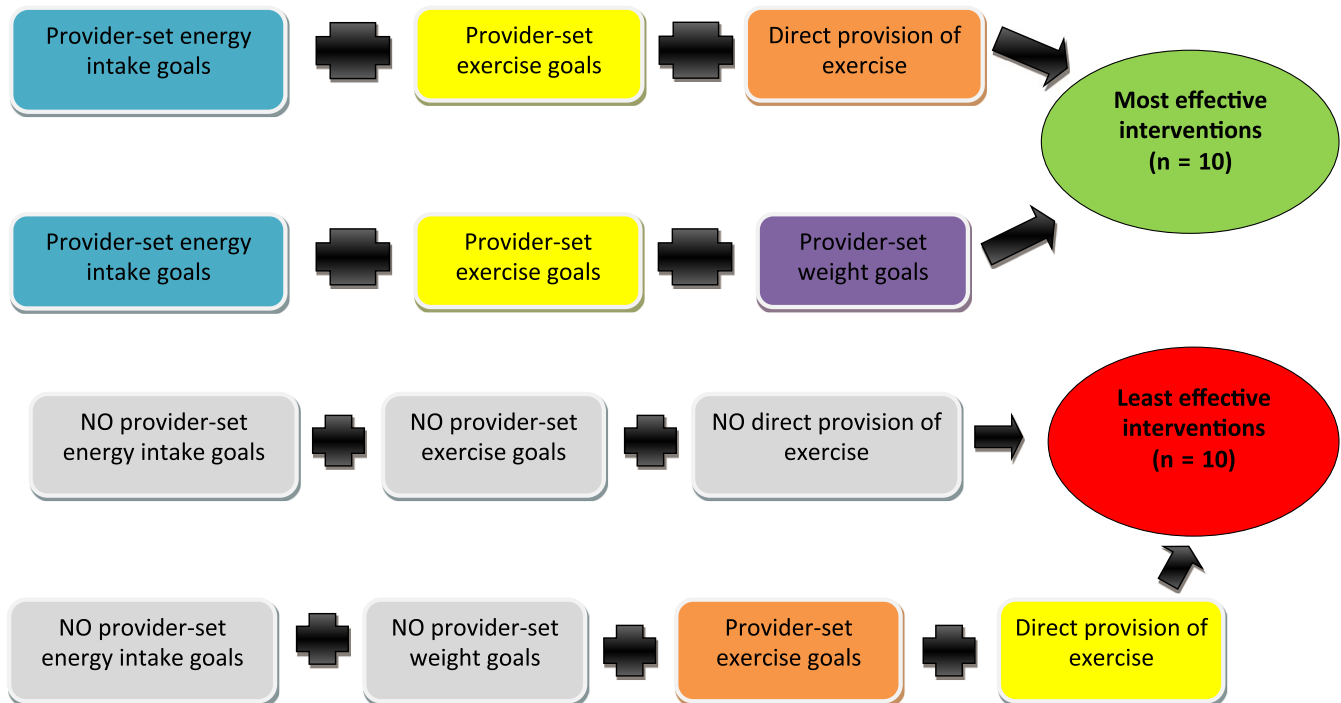 Provider-set energy
intake goals
Provider-set
exercise goals
Direct provision of
exercise
Most effective
interventions
(n = 10)
Provider-set energy
intake goals
Provider-set
exercise goals
Provider-set
weight goals
NO provider-set
energy intake goals
NO provider-set
exercise goals
NO direct provision of
exercise
Least effective
interventions
(n = 10)
NO provider-set
energy intake goals
NO provider-set
weight goals
Provider-set
exercise goals
Direct provision of
exercise